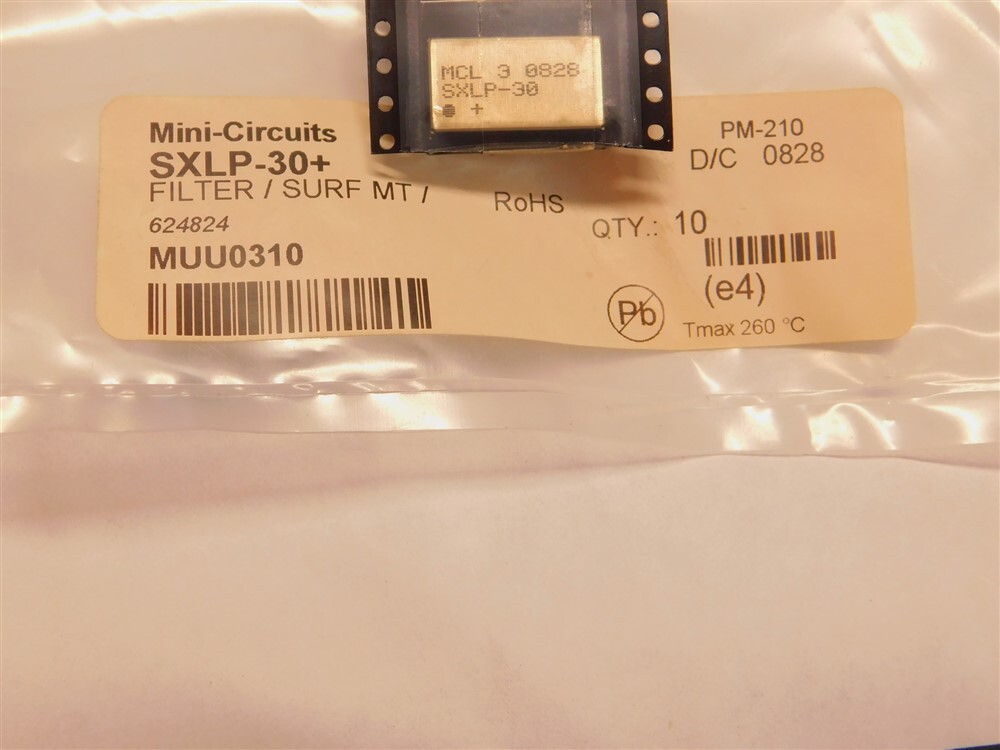 MCL 3 0828
SXLP-30
+
Mini-Circuits
SXLP-30+
FILTER / SURF MT /
624824
MUU0310
RoHS
PM-210
D/C 0828
QTY.: 10
(e4)
Pb
Tmax 260 °C